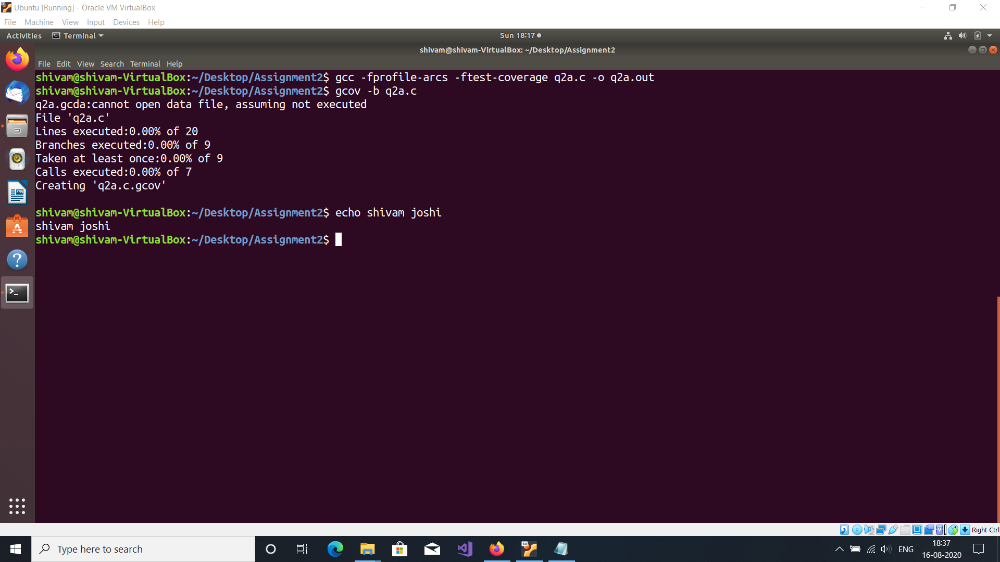 Ubuntu [Running] - Oracle VM VirtualBox
File Machine View Input Devices Help
Activities Terminal Sun 18:17
shivam@shivam-VirtualBox: ~/Desktop/Assignment2
File Edit View Search Terminal Help
shivam@shivam-VirtualBox:~/Desktop/Assignment2$ gcc -fprofile-arcs -ftest-coverage q2a.c -o q2a.out
shivam@shivam-VirtualBox:~/Desktop/Assignment2$ gcov -b q2a.c
q2a.gcda:cannot open data file, assuming not executed
File 'q2a.c'
Lines executed:0.00% of 20
Branches executed:0.00% of 9
Taken at least once:0.00% of 9
Calls executed:0.00% of 7
Creating 'q2a.c.gcov'
shivam@shivam-VirtualBox:~/Desktop/Assignment2$ echo shivam joshi
shivam joshi
shivam@shivam-VirtualBox:~/Desktop/Assignment2$
Right Ctrl
Type here to search
ENG
18:37
16-08-2020